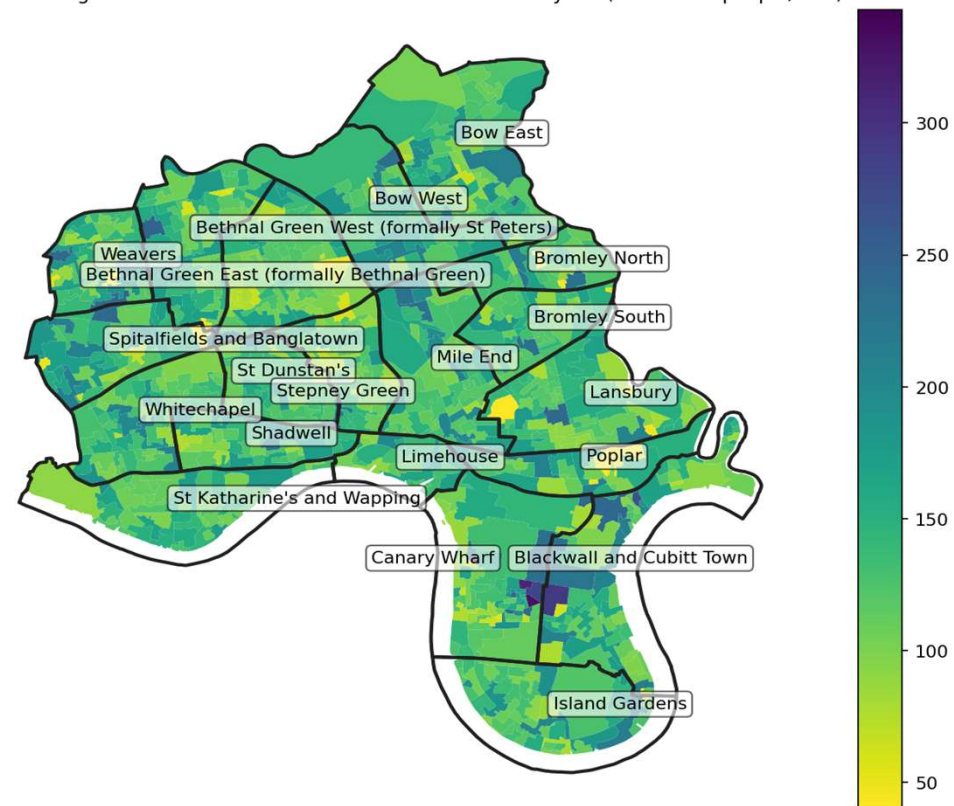 Bow East
Bow West
Bethnal Green West (formally St Peters)
Weavers
Bromley North
Bethnal Green East (formally Bethnal Green)
Bromley South
Spitalfields and Banglatown
Mile End
St Dunstan's
Stepney Green
Lansbury
Whitechapel
Shadwell
Limehouse
Poplar
St Katharine's and Wapping
Canary Wharf
Blackwall and Cubitt Town
Island Gardens
300
250
200
150
100
50